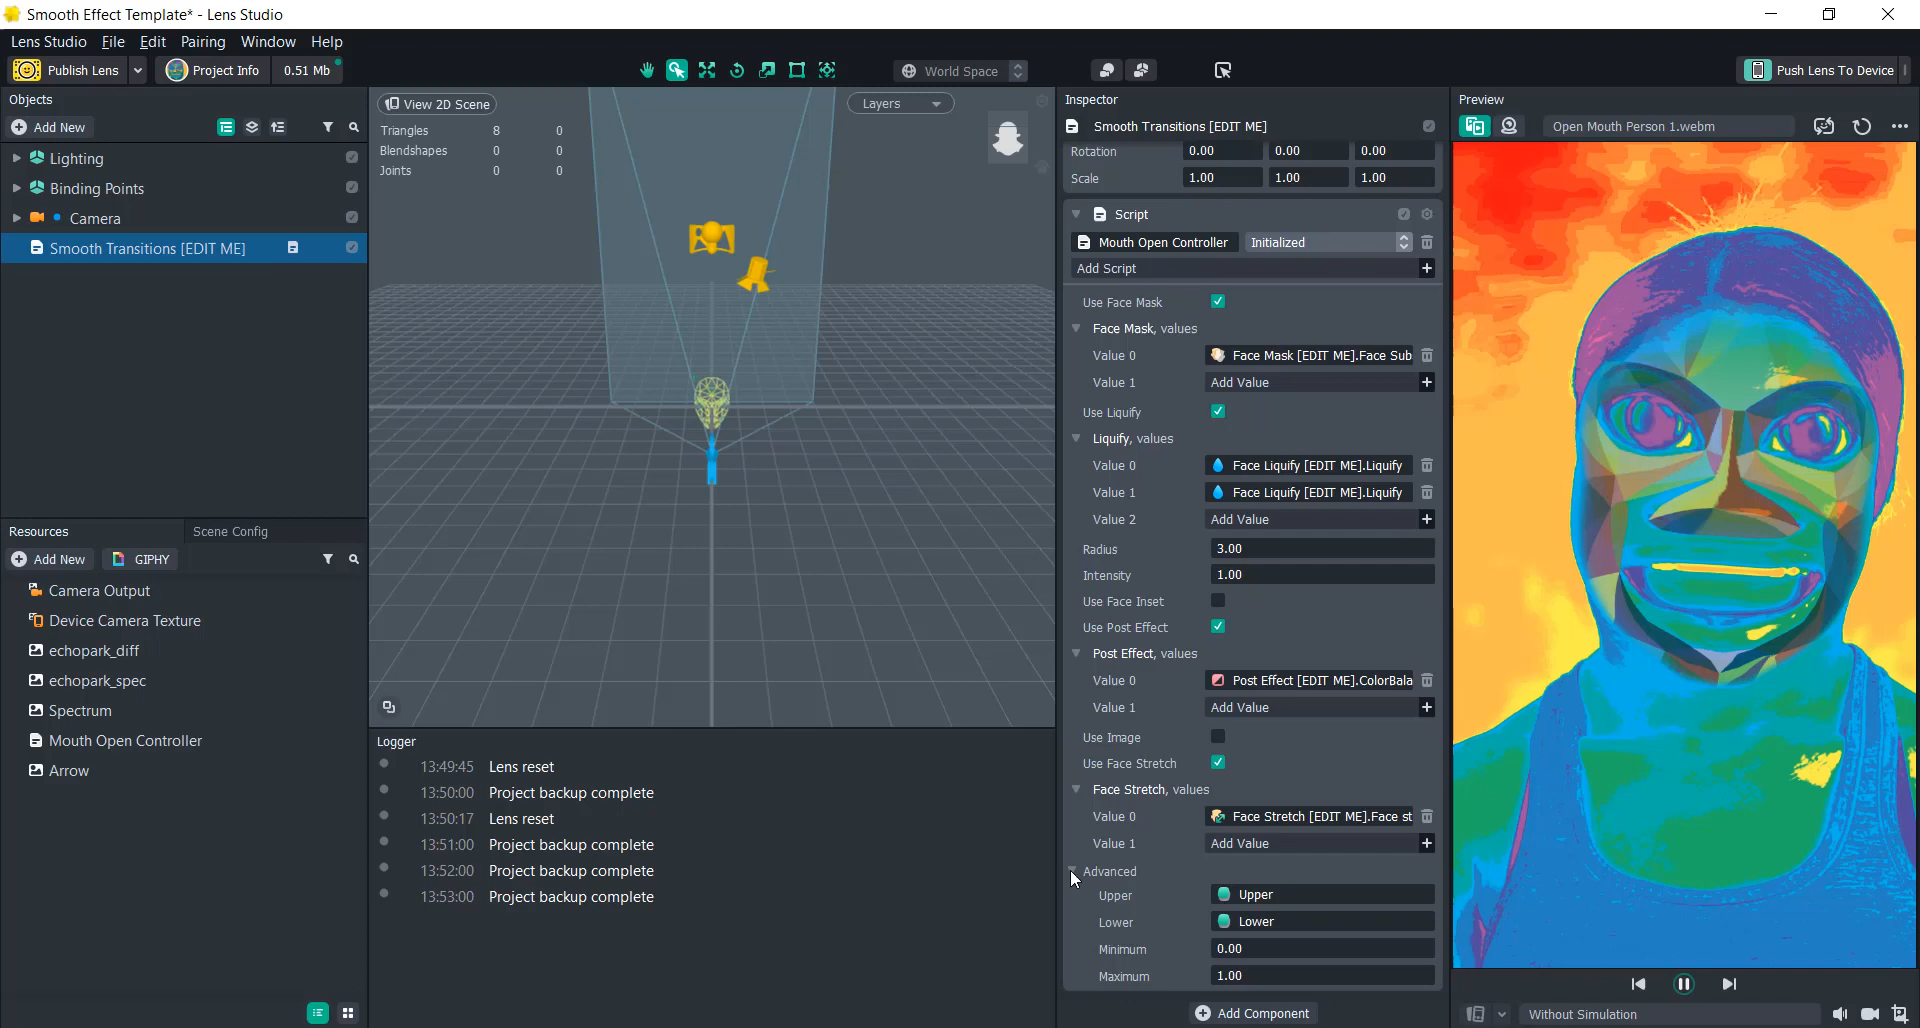 Smooth Effect Template* - Lens Studio
Lens Studio File Edit Pairing Window Help
Publish Lens Project Info 0.51 Mb World Space Push Lens To Device
Objects
Add New
Lighting
Binding Points
Camera
Smooth Transitions [EDIT ME]
Resources Scene Config
Add New GIPHY
Camera Output
Device Camera Texture
echopark_diff
echopark_spec
Spectrum
Mouth Open Controller
Arrow
View 2D Scene Layers
Triangles 8 0
Blendshapes 0 0
Joints 0 0
Logger
13:49:45 Lens reset
13:50:00 Project backup complete
13:50:17 Lens reset
13:51:00 Project backup complete
13:52:00 Project backup complete
13:53:00 Project backup complete
Inspector
Smooth Transitions [EDIT ME]
Rotation 0.00 0.00 0.00
Scale 1.00 1.00 1.00
Script
Mouth Open Controller Initialized
Add Script
Use Face Mask
Face Mask, values
Value 0 Face Mask [EDIT ME].Face Sub
Value 1 Add Value
Use Liquify
Liquify, values
Value 0 Face Liquify [EDIT ME].Liquify
Value 1 Face Liquify [EDIT ME].Liquify
Value 2 Add Value
Radius 3.00
Intensity 1.00
Use Face Inset
Use Post Effect
Post Effect, values
Value 0 Post Effect [EDIT ME].ColorBala
Value 1 Add Value
Use Image
Use Face Stretch
Face Stretch, values
Value 0 Face Stretch [EDIT ME].Face st
Value 1 Add Value
Advanced
Upper Upper
Lower Lower
Minimum 0.00
Maximum 1.00
Add Component
Preview
Open Mouth Person 1.webm
Without Simulation